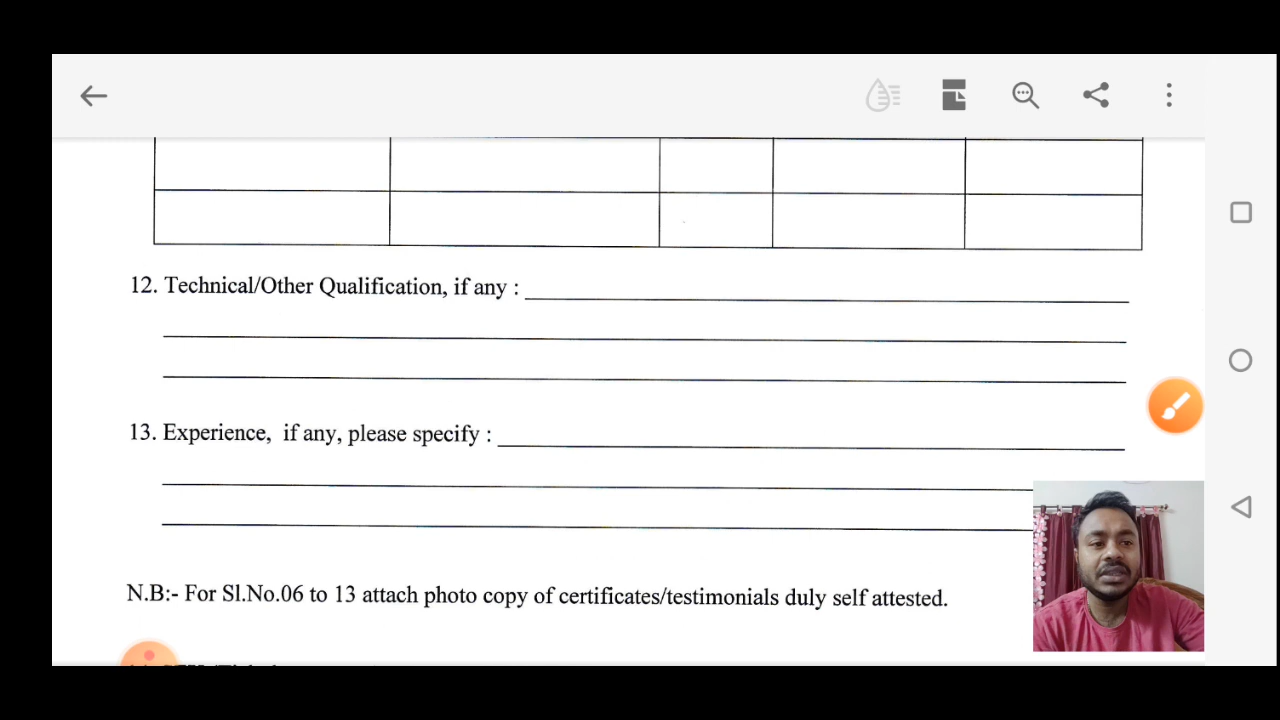 12. Technical/Other Qualification, if any :
13. Experience, if any, please specify :
N.B:- For Sl.No.06 to 13 attach photo copy of certificates/testimonials duly self attested.